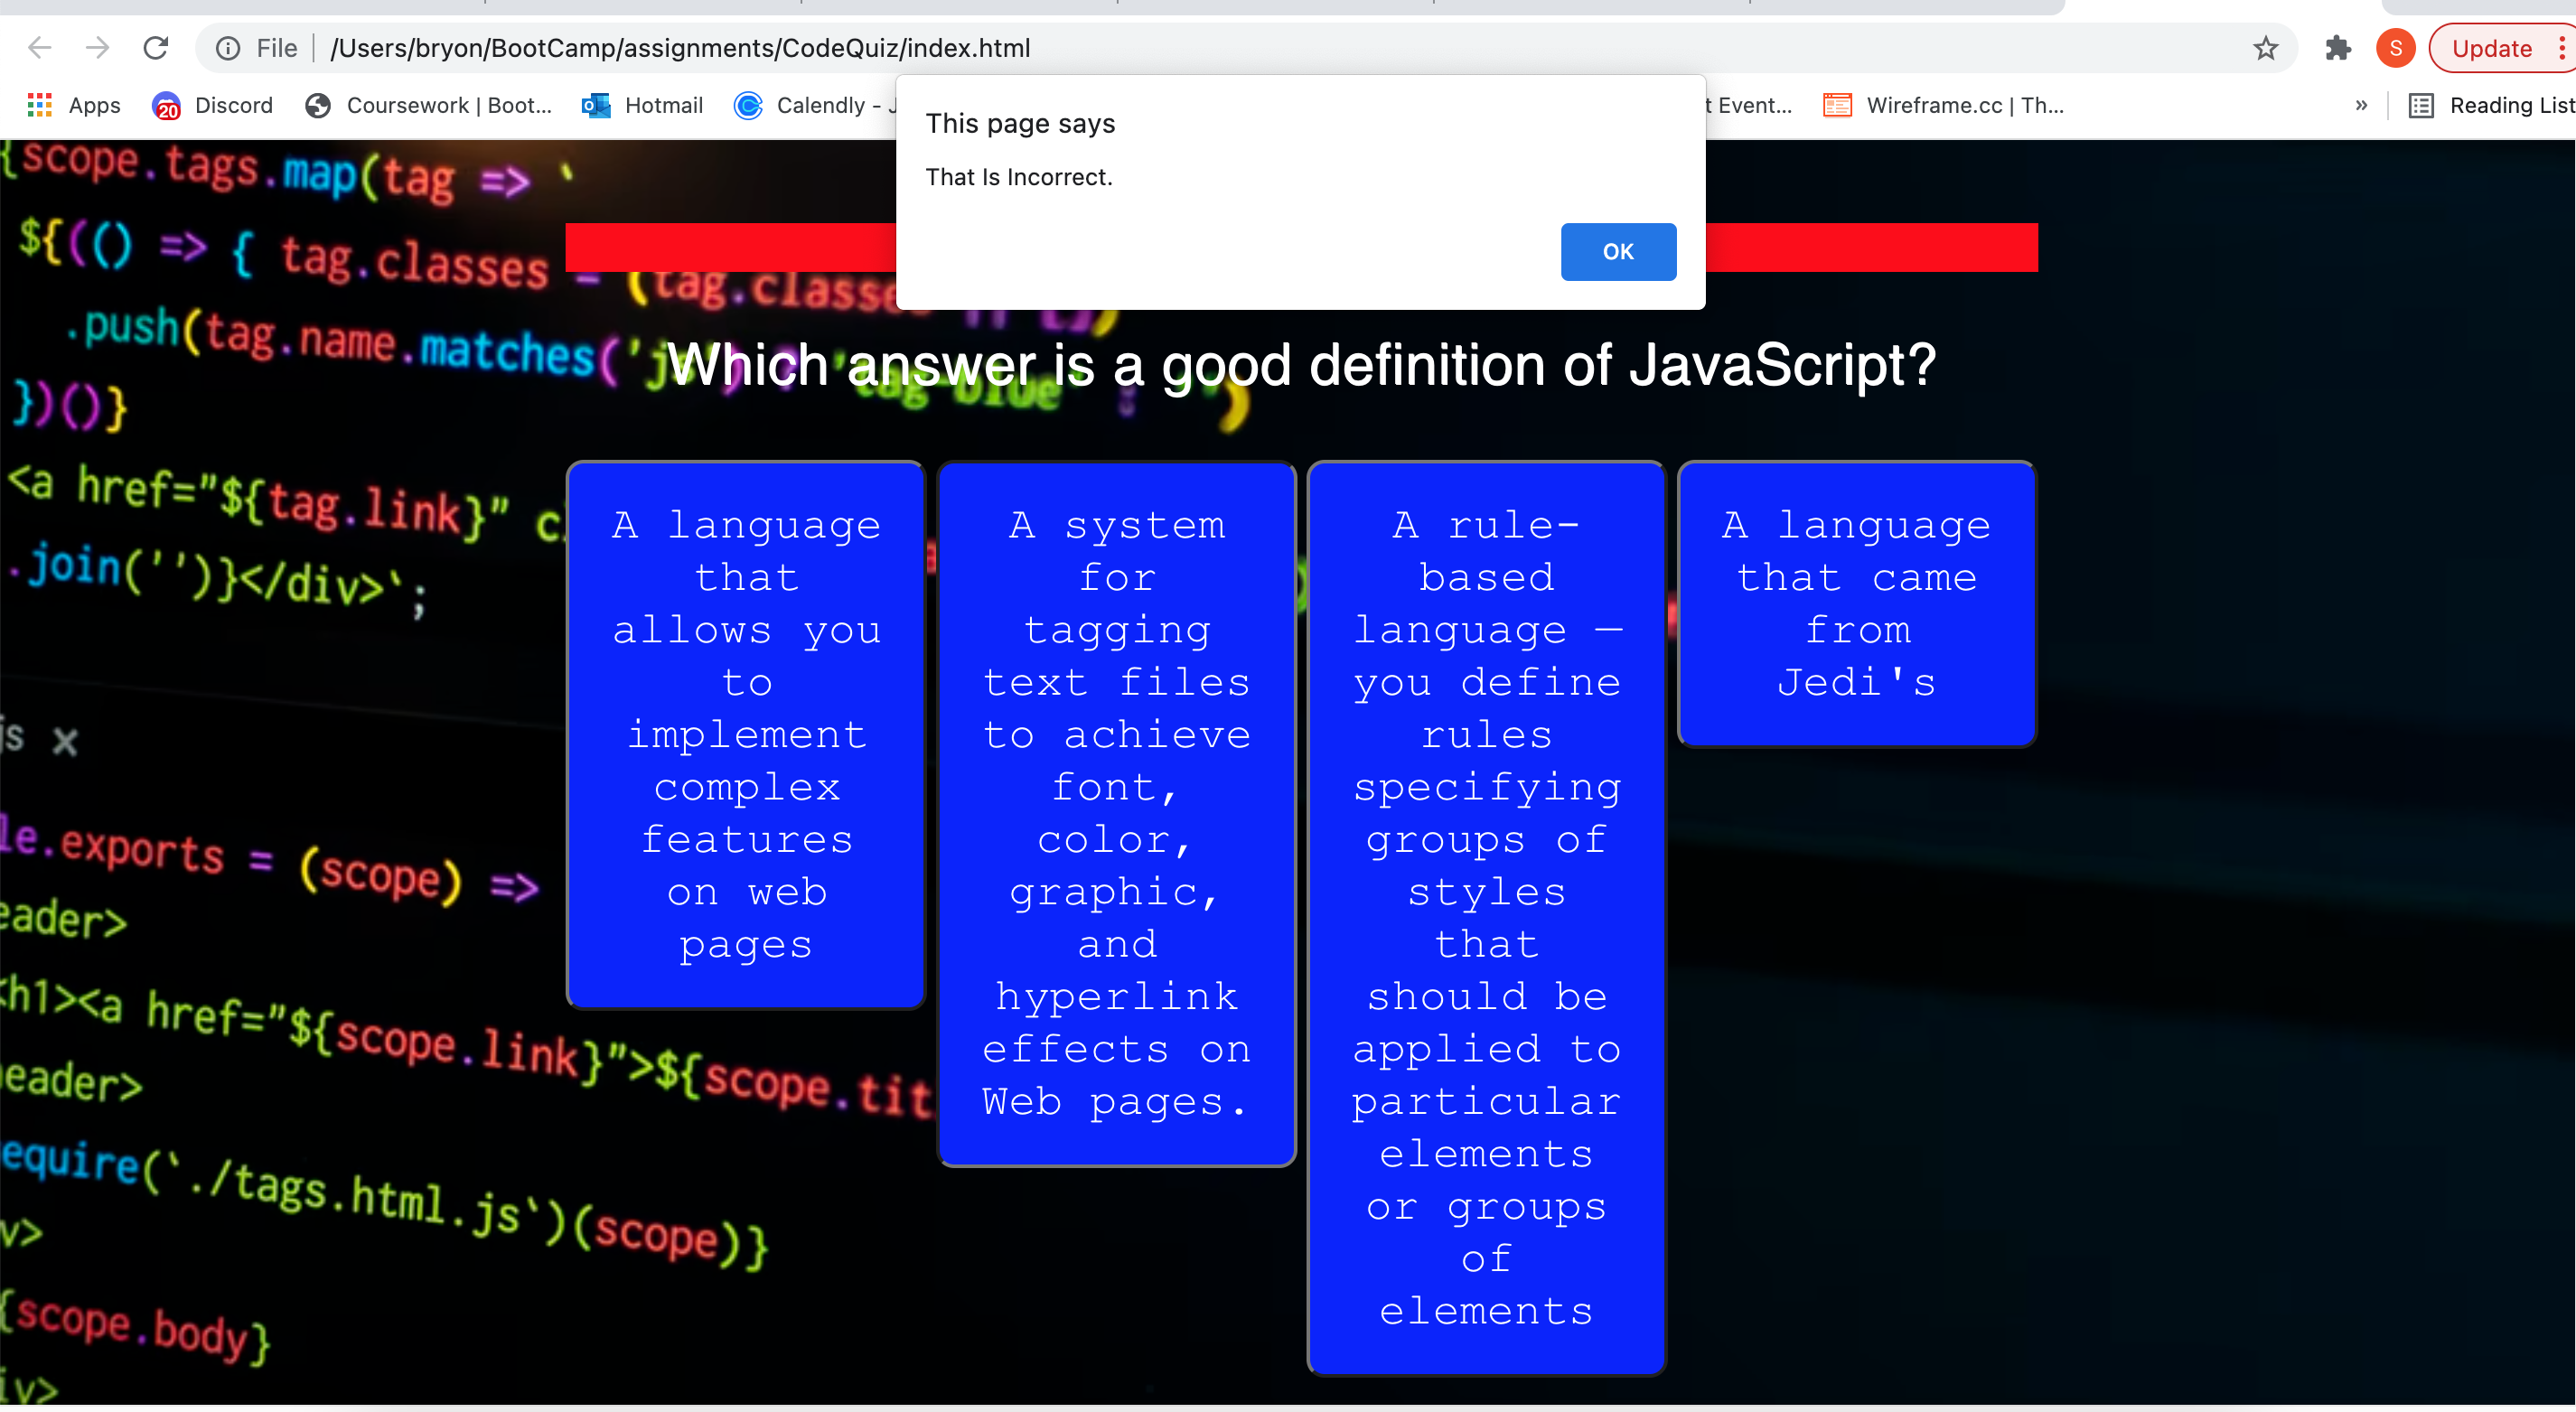 File /Users/bryon/BootCamp/assignments/CodeQuiz/index.html
S
Update
Apps
20
Discord
Coursework | Boot...
Hotmail
Calendly -
Event...
Wireframe.cc | Th...
»
Reading List
This page says
That Is Incorrect.
OK
{scope.tags.map(tag => `
${(() => { tag.classes = (tag.classe
.push(tag.name.matches('j 'tag-blue )
})()}
<a href="${tag.link}" c
.join('')}</div>`;
js x
le.exports = (scope) =>
eader>
<h1><a href="${scope.link}">${scope.tit
eader>
equire(`./tags.html.js`)(scope)}
v>
{scope.body}
iv>
Which answer is a good definition of JavaScript?
A language
that
allows you
to
implement
complex
features
on web
pages
A system
for
tagging
text files
to achieve
font,
color,
graphic,
and
hyperlink
effects on
Web pages.
A rule-
based
language —
you define
rules
specifying
groups of
styles
that
should be
applied to
particular
elements
or groups
of
elements
A language
that came
from
Jedi's